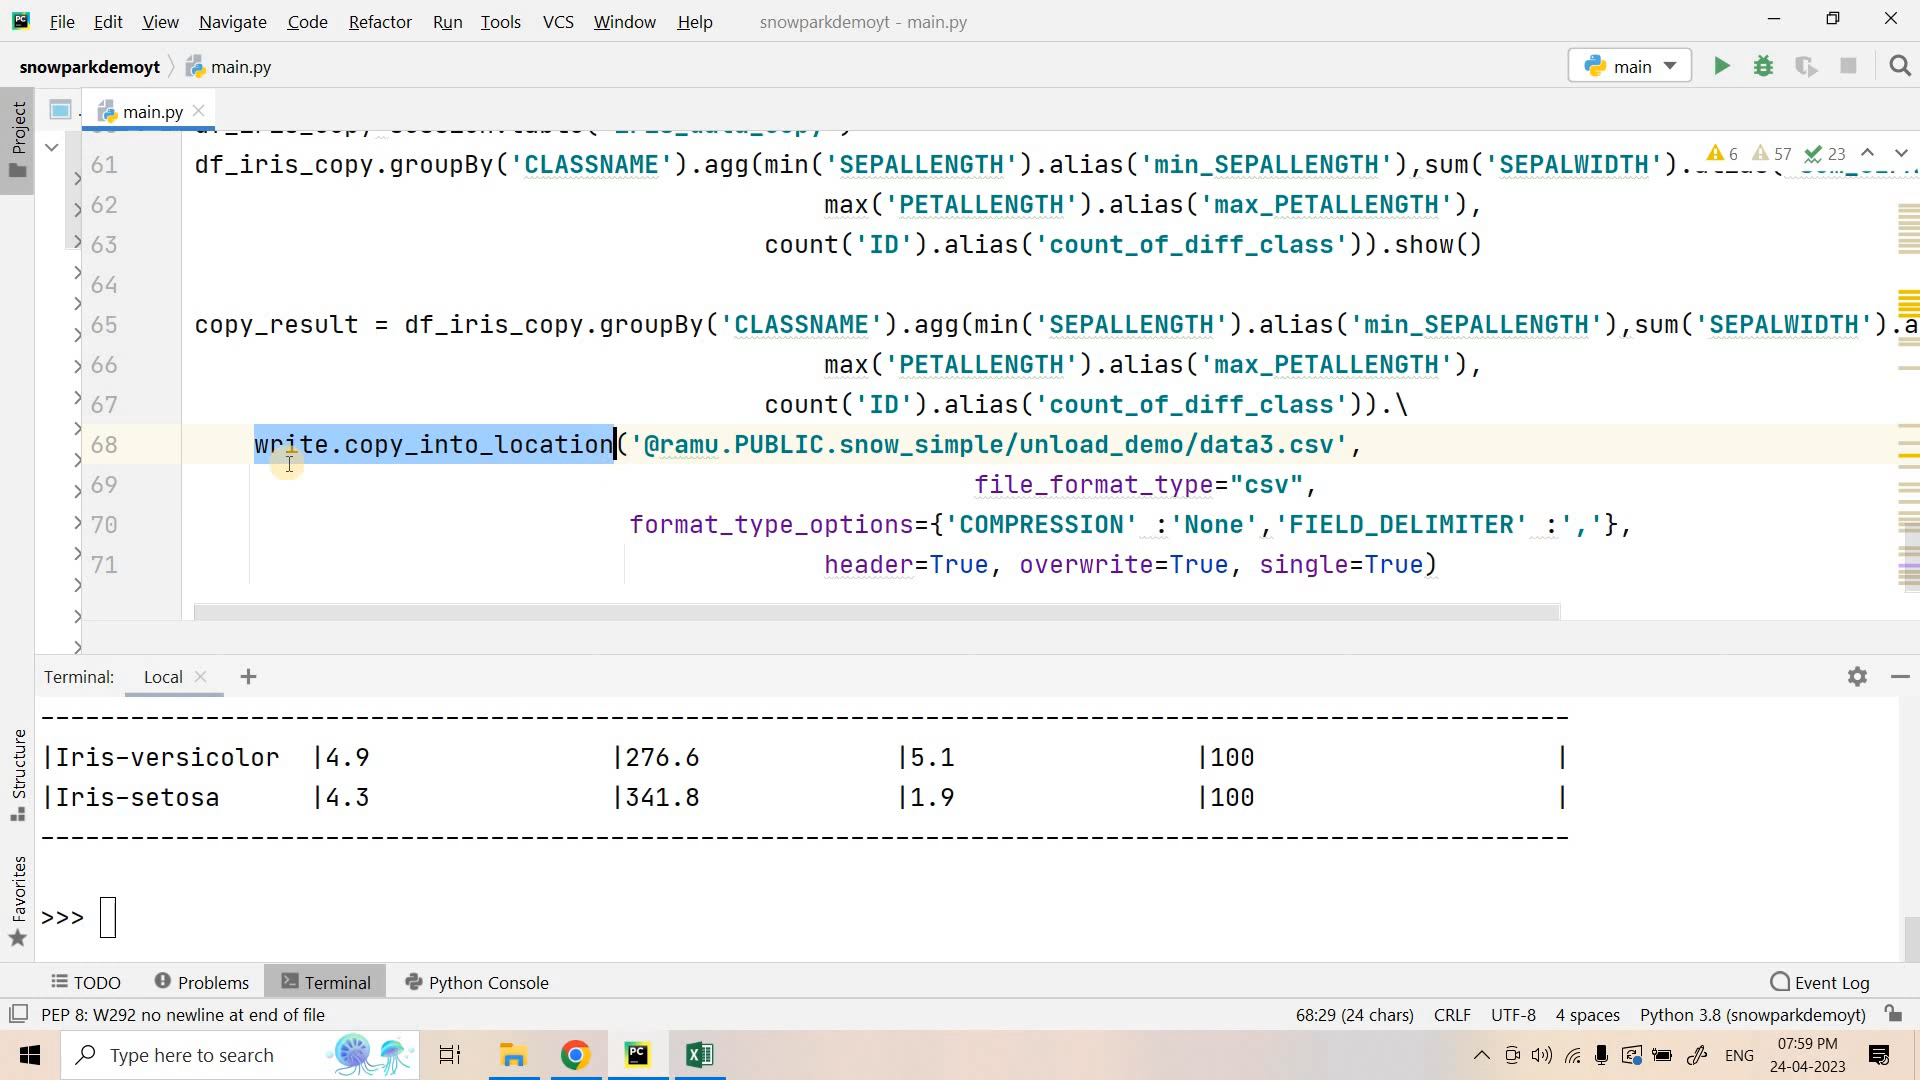 File Edit View Navigate Code Refactor Run Tools VCS Window Help snowparkdemoyt - main.py
snowparkdemoyt main.py main
Project
main.py
61 df_iris_copy.groupBy('CLASSNAME').agg(min('SEPALLENGTH').alias('min_SEPALLENGTH'),sum('SEPALWIDTH').
6 57 23
62 max('PETALLENGTH').alias('max_PETALLENGTH'),
63 count('ID').alias('count_of_diff_class')).show()
64
65 copy_result = df_iris_copy.groupBy('CLASSNAME').agg(min('SEPALLENGTH').alias('min_SEPALLENGTH'),sum('SEPALWIDTH').a
66 max('PETALLENGTH').alias('max_PETALLENGTH'),
67 count('ID').alias('count_of_diff_class')).\
68 write.copy_into_location('@ramu.PUBLIC.snow_simple/unload_demo/data3.csv',
69 file_format_type="csv",
70 format_type_options={'COMPRESSION' :'None','FIELD_DELIMITER' :','},
71 header=True, overwrite=True, single=True)
Terminal: Local
--------------------------------------------------------------------------------------------------------
|Iris-versicolor |4.9 |276.6 |5.1 |100 |
|Iris-setosa |4.3 |341.8 |1.9 |100 |
--------------------------------------------------------------------------------------------------------
>>>
Structure
Favorites
TODO Problems Terminal Python Console Event Log
PEP 8: W292 no newline at end of file 68:29 (24 chars) CRLF UTF-8 4 spaces Python 3.8 (snowparkdemoyt)
Type here to search ENG 07:59 PM
24-04-2023